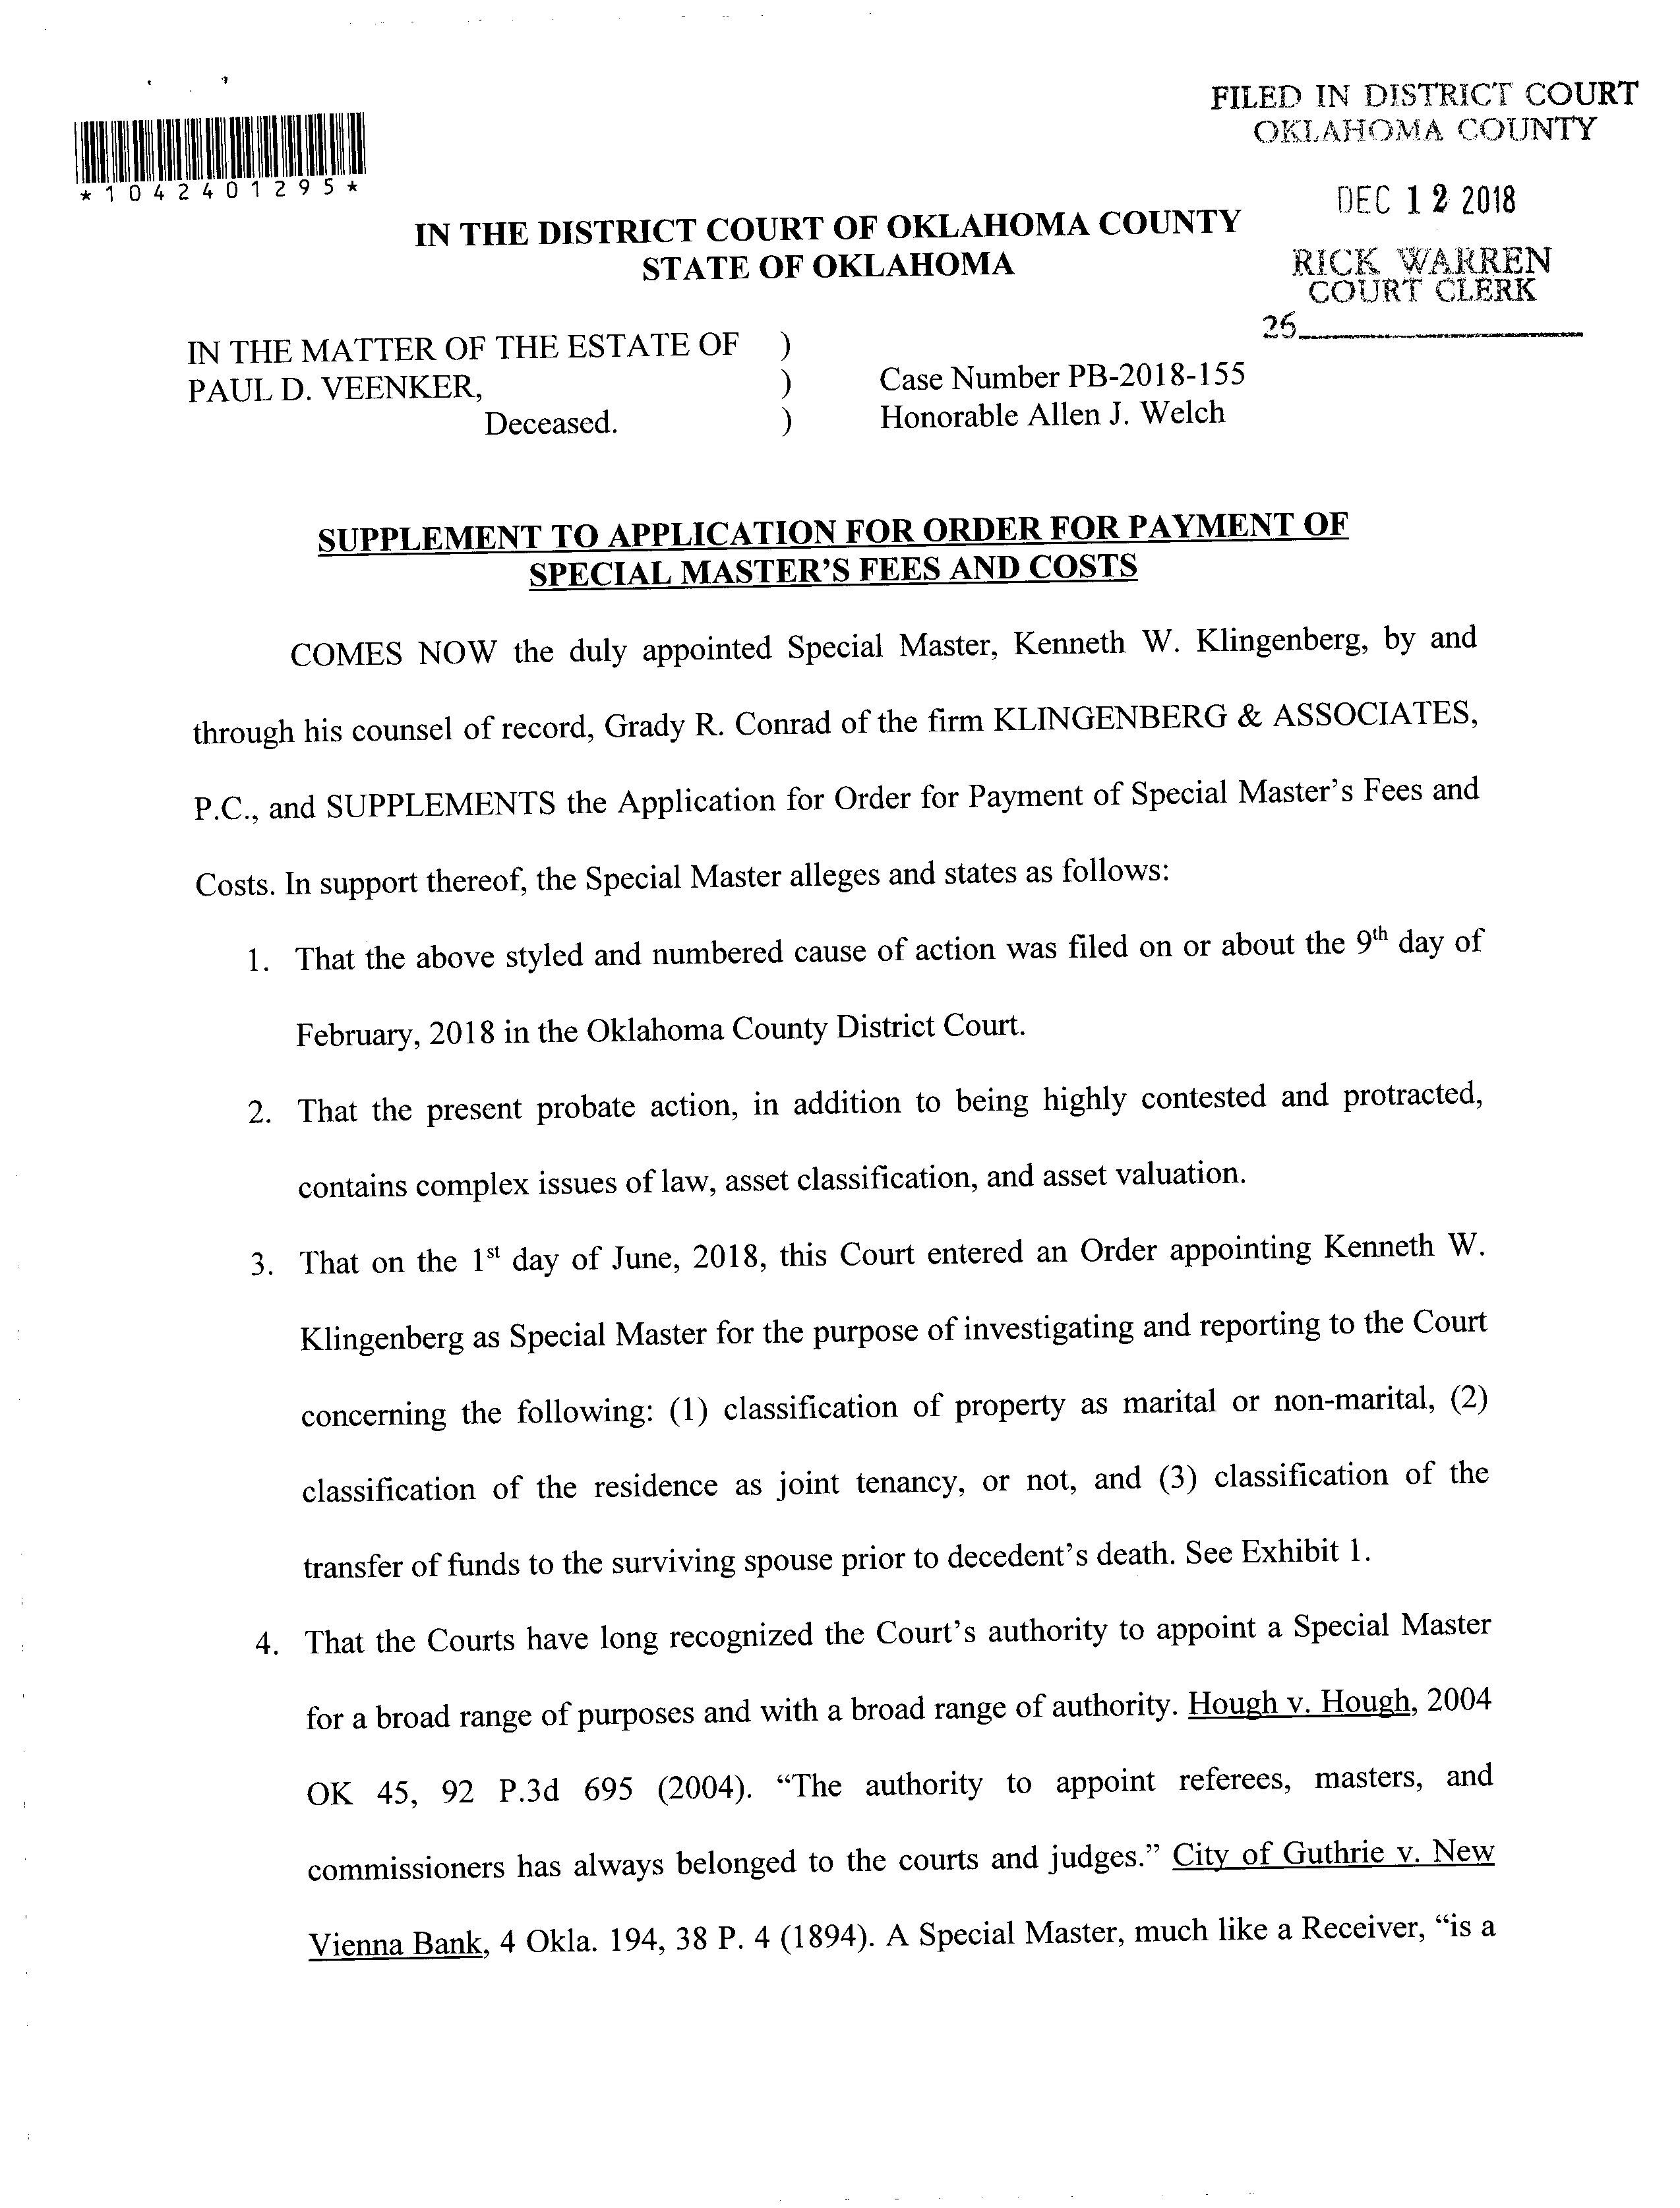 FILED IN DISTRICT COURT
OKLAHOMA COUNTY
*1042401295*
DEC 12 2018
IN THE DISTRICT COURT OF OKLAHOMA COUNTY
STATE OF OKLAHOMA
RICK WARREN
COURT CLERK
26
IN THE MATTER OF THE ESTATE OF )
PAUL D. VEENKER, ) Case Number PB-2018-155
Deceased. ) Honorable Allen J. Welch
SUPPLEMENT TO APPLICATION FOR ORDER FOR PAYMENT OF
SPECIAL MASTER’S FEES AND COSTS
COMES NOW the duly appointed Special Master, Kenneth W. Klingenberg, by and
through his counsel of record, Grady R. Conrad of the firm KLINGENBERG & ASSOCIATES,
P.C., and SUPPLEMENTS the Application for Order for Payment of Special Master’s Fees and
Costs. In support thereof, the Special Master alleges and states as follows:
1. That the above styled and numbered cause of action was filed on or about the 9th day of
February, 2018 in the Oklahoma County District Court.
2. That the present probate action, in addition to being highly contested and protracted,
contains complex issues of law, asset classification, and asset valuation.
3. That on the 1st day of June, 2018, this Court entered an Order appointing Kenneth W.
Klingenberg as Special Master for the purpose of investigating and reporting to the Court
concerning the following: (1) classification of property as marital or non-marital, (2)
classification of the residence as joint tenancy, or not, and (3) classification of the
transfer of funds to the surviving spouse prior to decedent’s death. See Exhibit 1.
4. That the Courts have long recognized the Court’s authority to appoint a Special Master
for a broad range of purposes and with a broad range of authority. Hough v. Hough, 2004
OK 45, 92 P.3d 695 (2004). “The authority to appoint referees, masters, and
commissioners has always belonged to the courts and judges.” City of Guthrie v. New
Vienna Bank, 4 Okla. 194, 38 P. 4 (1894). A Special Master, much like a Receiver, “is a